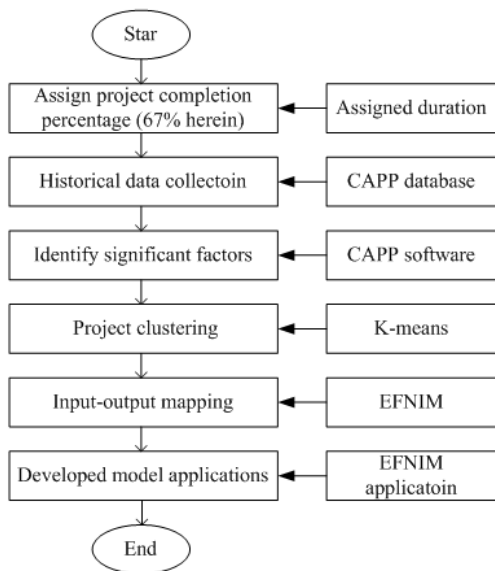 Star
Assign project completion
percentage (67% herein)
Assigned duration
Historical data collectoin
CAPP database
Identify significant factors
CAPP software
Project clustering
K-means
Input-output mapping
EFNIM
Developed model applications
EFNIM
applicatoin
End